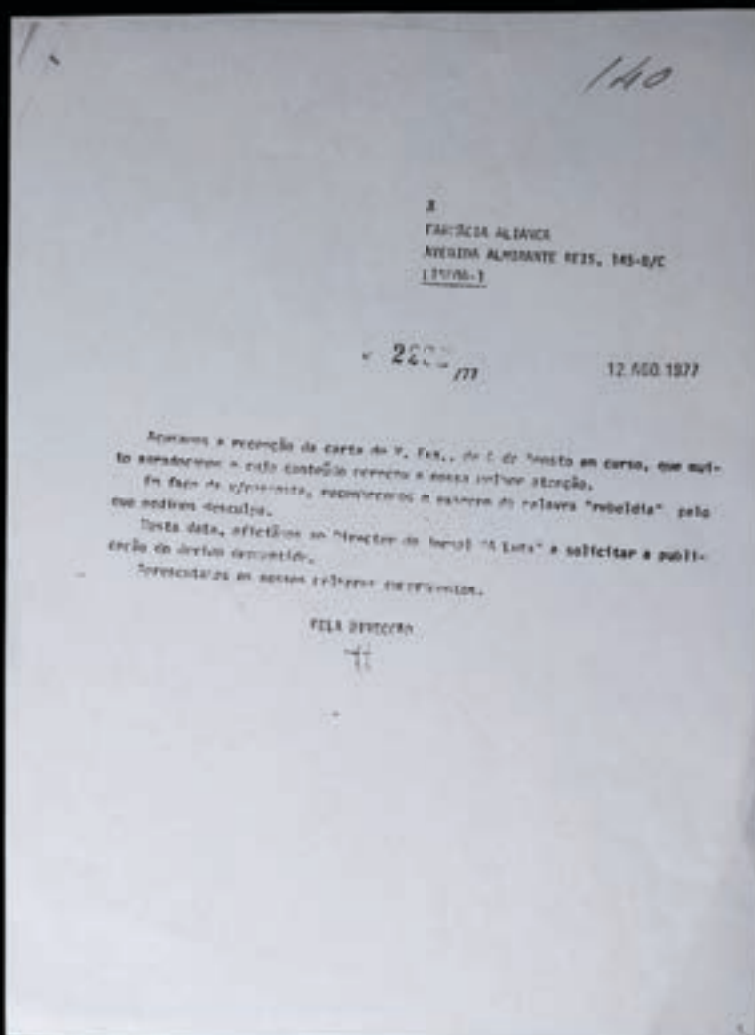 140
À
FARMÁCIA ALIANÇA
AVENIDA ALMIRANTE REIS, 145-B/C
LISBOA-1
12 AGO. 1977
Acusamos a recepção da carta de V. Exa., de de Agosto em curso, que mui-
to agradecemos e cujo conteúdo mereceu a nossa melhor atenção.
Em face do reconhecemos o da palavra "rebeldia" pelo
que pedimos desculpa.
Nesta data, oficiámos ao Director do Jornal "A Luta" a solicitar a publi-
cação do devido desmentido.
Apresentamos os nossos melhores cumprimentos.
PELA DIRECÇÃO